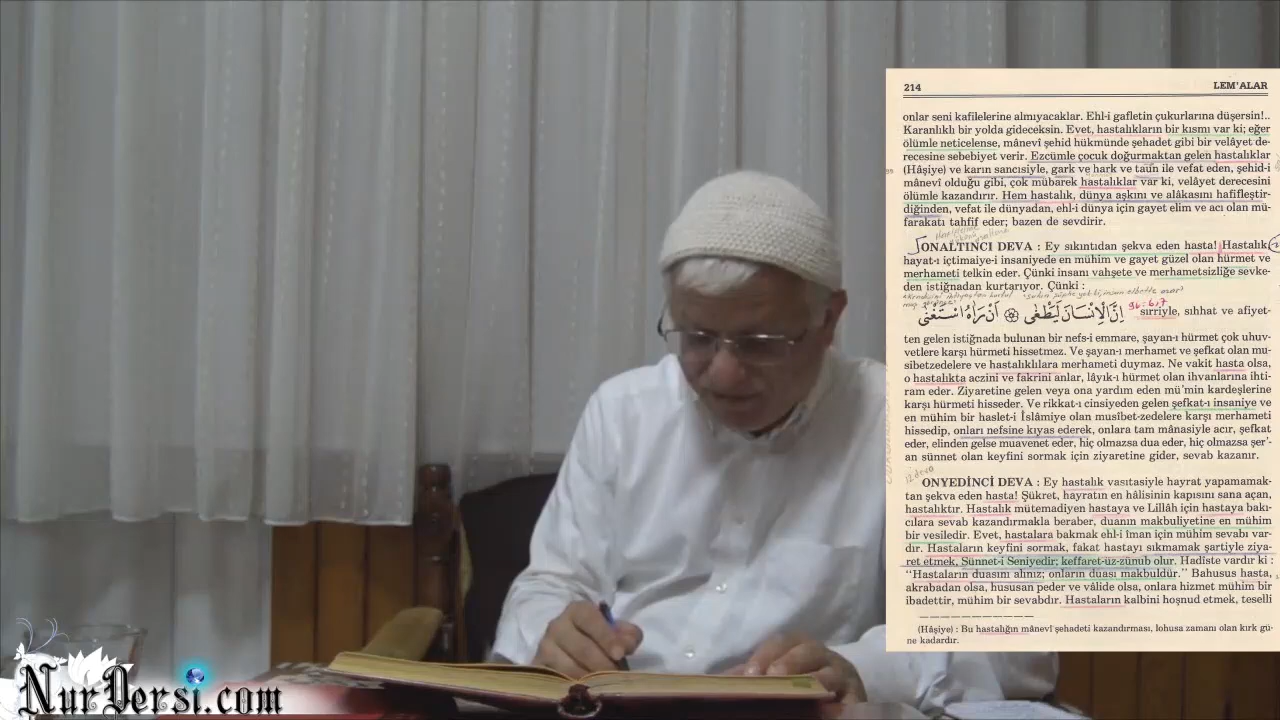 214 LEM'ALAR
onlar seni kafilelerine almıyacaklar. Ehl-i gafletin çukurlarına düşersin!..
Karanlıklı bir yolda gideceksin. Evet, hastalıkların bir kısmı var ki; eğer
ölümle neticelense, mânevî şehid hükmünde şehadet gibi bir velâyet de-
recesine sebebiyet verir. Ezcümle çocuk doğurmaktan gelen hastalıklar
(Hâşiye) ve karın sancısiyle, gark ve hark ve taûn ile vefat eden, şehid-i
mânevî olduğu gibi, çok mübarek hastalıklar var ki, velâyet derecesini
ölümle kazandırır. Hem hastalık, dünya aşkını ve alâkasını hafifleştir-
diğinden, vefat ile dünyadan, ehl-i dünya için gayet elîm ve acı olan mü-
farakatı tahfif eder; bazen de sevdirir.
ONALTINCI DEVA : Ey sıkıntıdan şekva eden hasta! Hastalık
hayat-ı içtimaiye-i insaniyede en mühim ve gayet güzel olan hürmet ve
merhameti telkin eder. Çünki insanı vahşete ve merhametsizliğe sevke-
den istiğnadan kurtarıyor. Çünki :
96:6,7
اِنَّ الْاِنْسَانَ لَيَطْغٰى ۞ اَنْ رَاٰهُ اسْتَغْنٰى sırriyle, sıhhat ve afiyet-
ten gelen istiğnada bulunan bir nefs-i emmare, şayan-ı hürmet çok uhuv-
vetlere karşı hürmeti hissetmez. Ve şayan-ı merhamet ve şefkat olan mu-
sibetzedelere ve hastalıklılara merhameti duymaz. Ne vakit hasta olsa,
o hastalıkta aczini ve fakrini anlar, lâyık-ı hürmet olan ihvanlarına ihti-
ram eder. Ziyaretine gelen veya ona yardım eden mü'min kardeşlerine
karşı hürmeti hisseder. Ve rikkat-ı cinsiyeden gelen şefkat-ı insaniye ve
en mühim bir haslet-i İslâmiye olan musîbet-zedelere karşı merhameti
hissedip, onları nefsine kıyas ederek, onlara tam mânasiyle acır, şefkat
eder, elinden gelse muavenet eder, hiç olmazsa dua eder, hiç olmazsa şer'-
an sünnet olan keyfini sormak için ziyaretine gider, sevab kazanır.
12.deva
ONYEDİNCİ DEVA : Ey hastalık vasıtasiyle hayrat yapamamak-
tan şekva eden hasta! Şükret, hayratın en hâlisinin kapısını sana açan,
hastalıktır. Hastalık mütemadiyen hastaya ve Lillâh için hastaya bakı-
cılara sevab kazandırmakla beraber, duanın makbuliyetine en mühim
bir vesiledir. Evet, hastalara bakmak ehl-i îman için mühim sevabı var-
dır. Hastaların keyfini sormak, fakat hastayı sıkmamak şartiyle ziya-
ret etmek, Sünnet-i Seniyedir; keffaret-üz-zünub olur. Hadîste vardır ki :
"Hastaların duasını alınız; onların duası makbuldür." Bahusus hasta,
akrabadan olsa, hususan peder ve vâlide olsa, onlara hizmet mühim bir
ibadettir, mühim bir sevabdır. Hastaların kalbini hoşnud etmek, teselli
(Hâşiye) : Bu hastalığın mânevî şehadeti kazandırması, lohusa zamanı olan kırk gü-
ne kadardır.
NurDersi.com